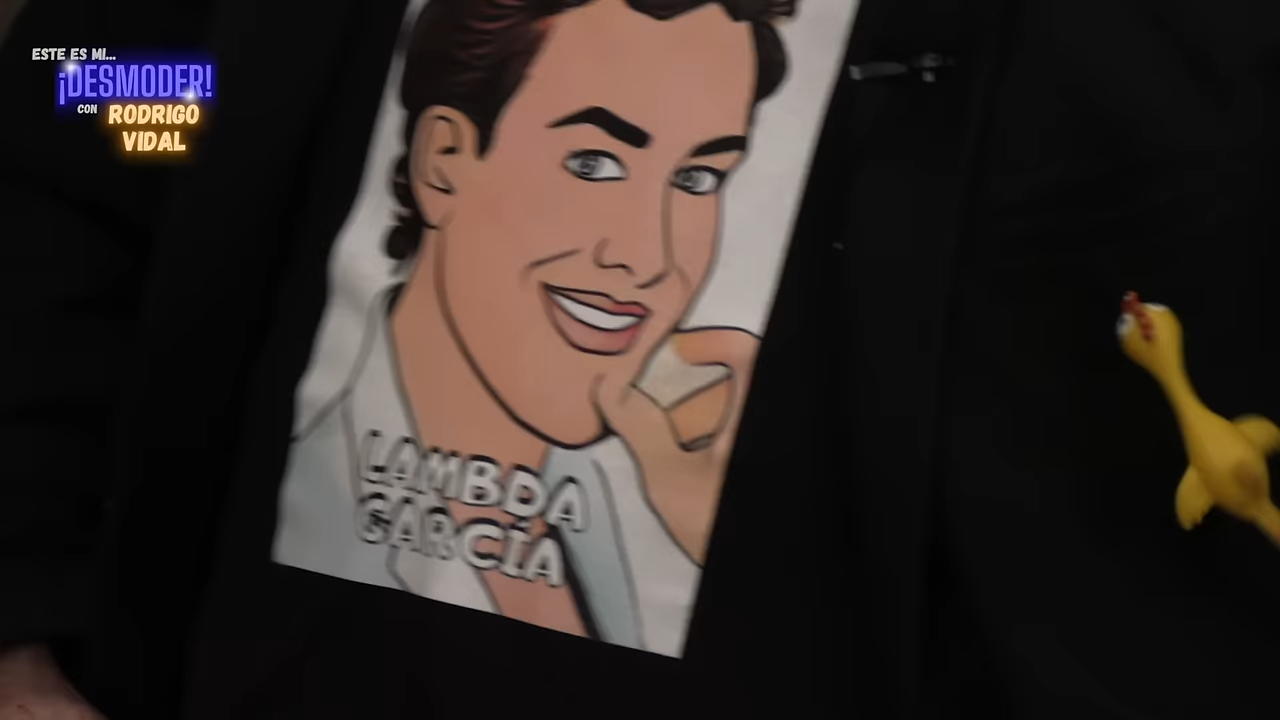 ESTE ES MI...
¡DESMODER!
CON RODRIGO
VIDAL
LAMBDA
GARCÍA